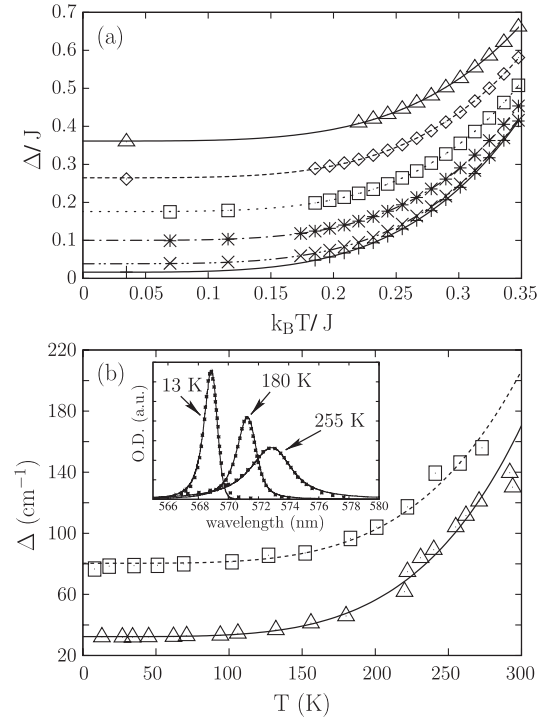 (a)
0.7
0.6
0.5
0.4
0.3
0.2
0.1
0
Δ/ J
0 0.05 0.1 0.15 0.2 0.25 0.3 0.35
k_BT/ J
(b)
220
180
140
100
60
20
Δ (cm⁻¹)
13 K
180 K
255 K
O.D. (a.u.)
566 568 570 572 574 576 578 580
wavelength (nm)
0 50 100 150 200 250 300
T (K)